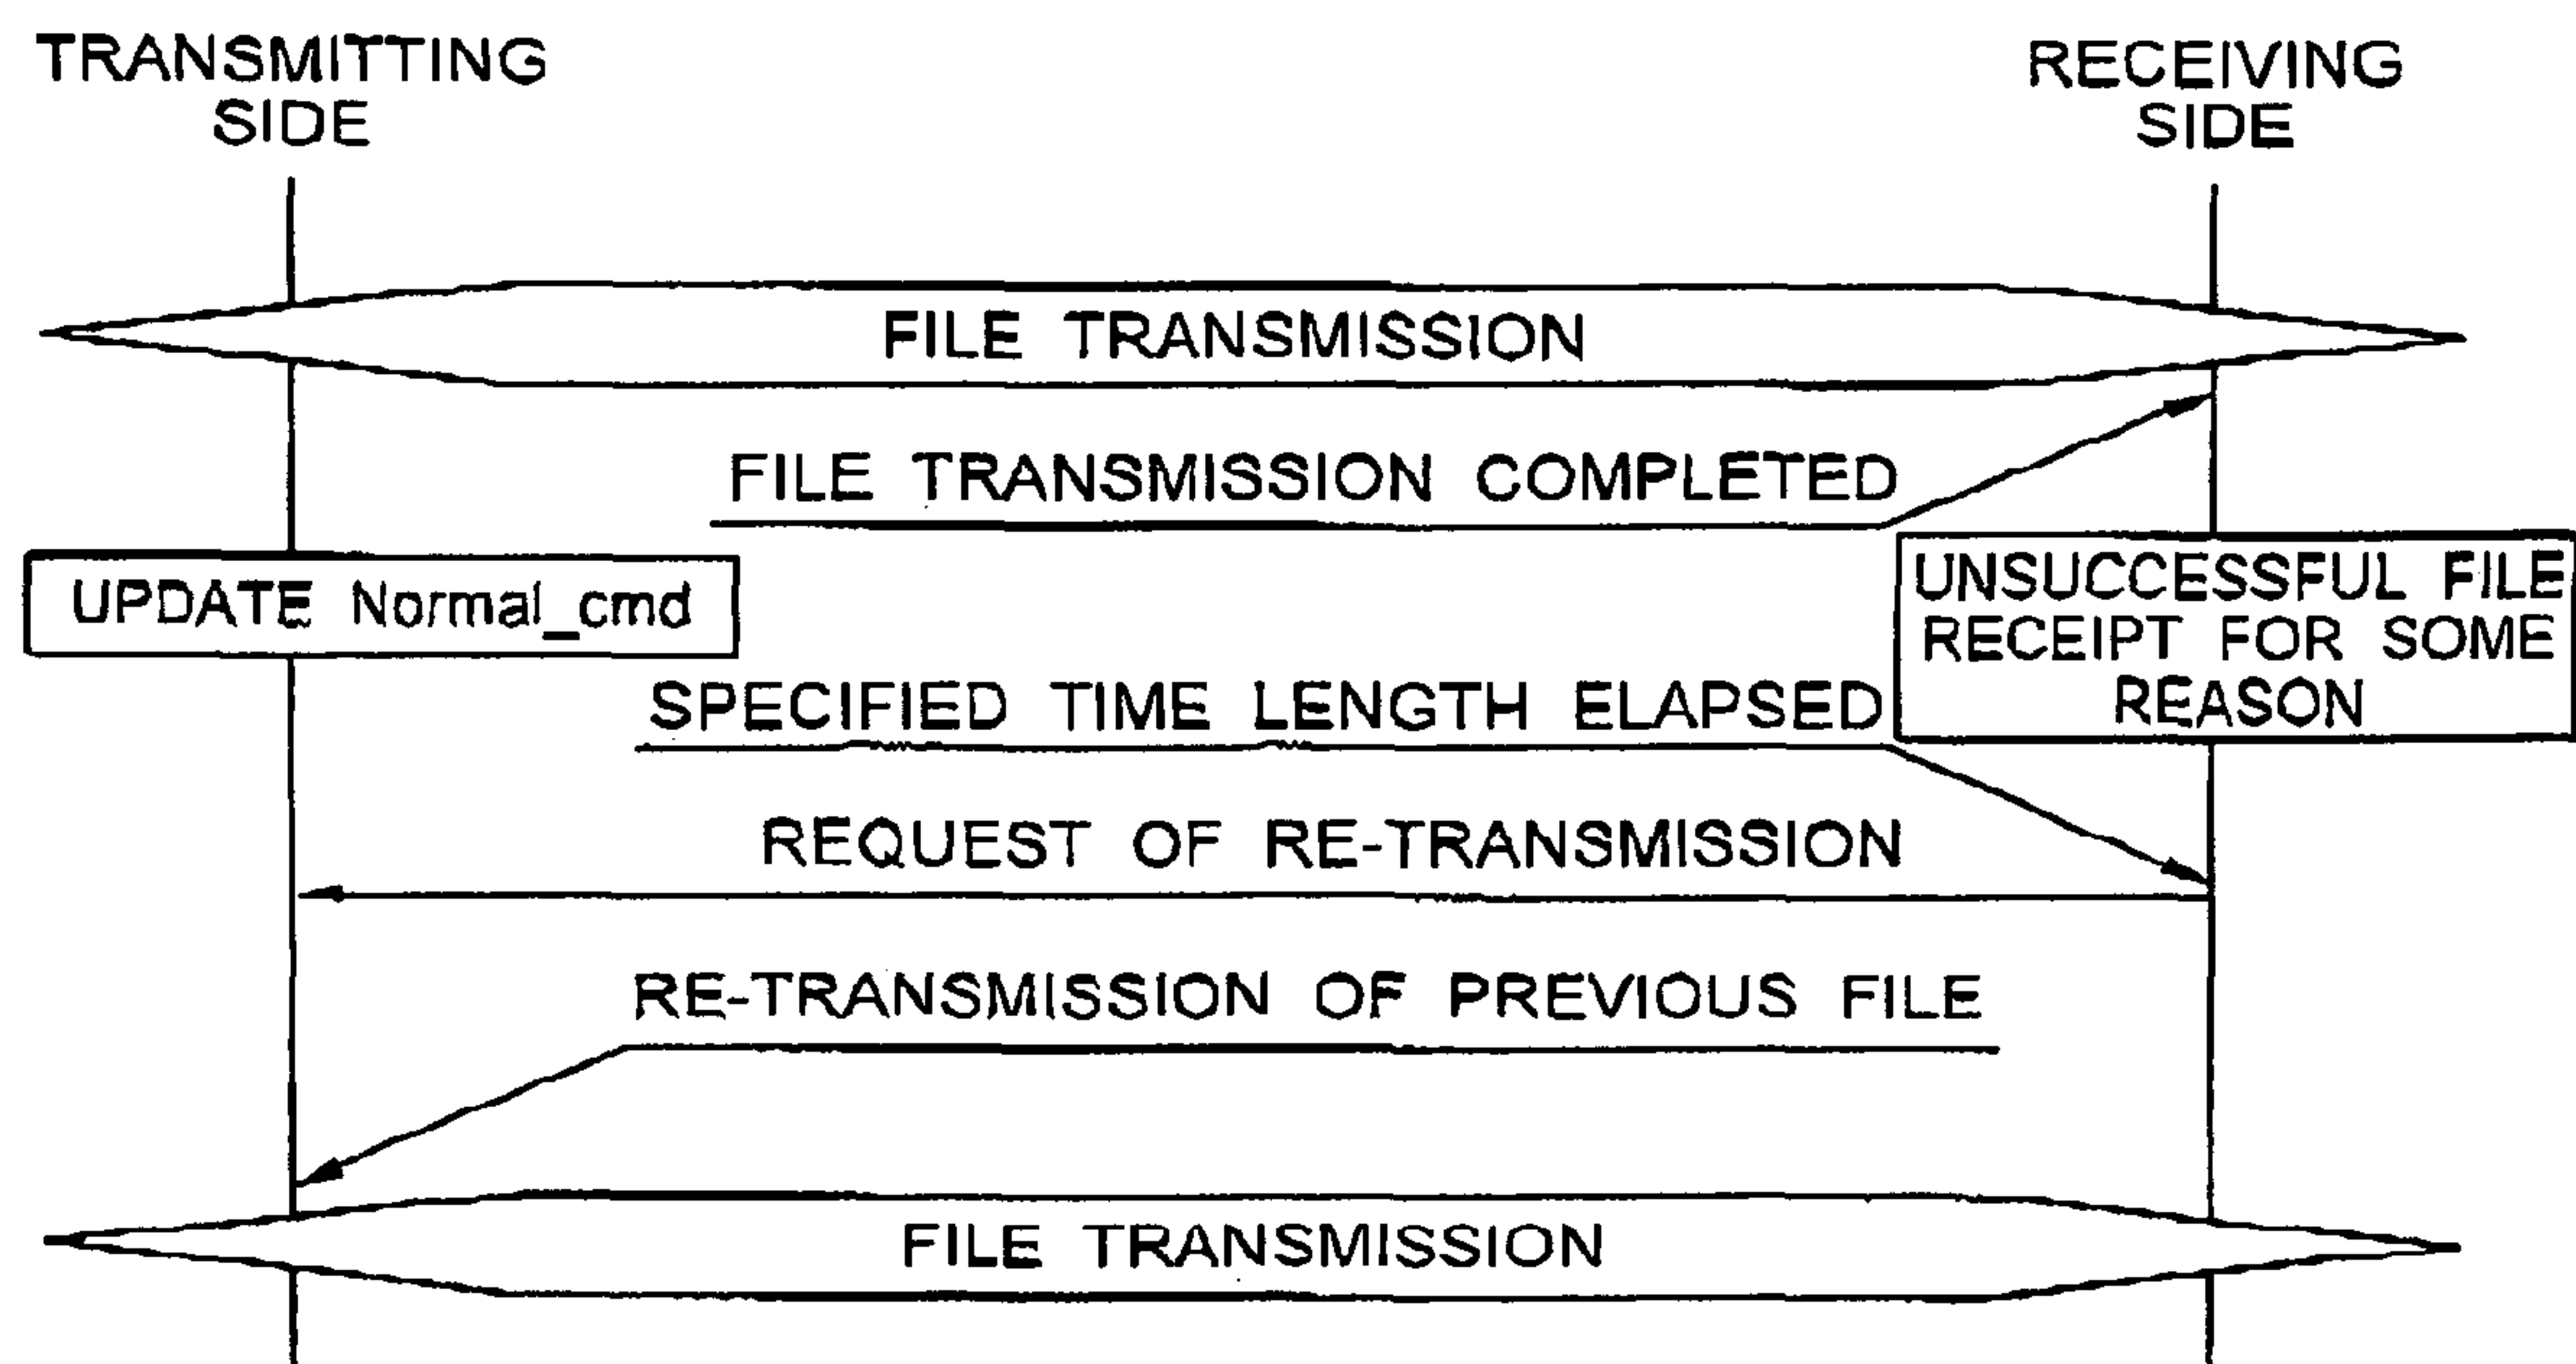 TRANSMITTING
SIDE
RECEIVING
SIDE
FILE TRANSMISSION
FILE TRANSMISSION COMPLETED
UPDATE Normal_cmd
UNSUCCESSFUL FILE
RECEIPT FOR SOME
REASON
SPECIFIED TIME LENGTH ELAPSED
REQUEST OF RE-TRANSMISSION
RE-TRANSMISSION OF PREVIOUS FILE
FILE TRANSMISSION